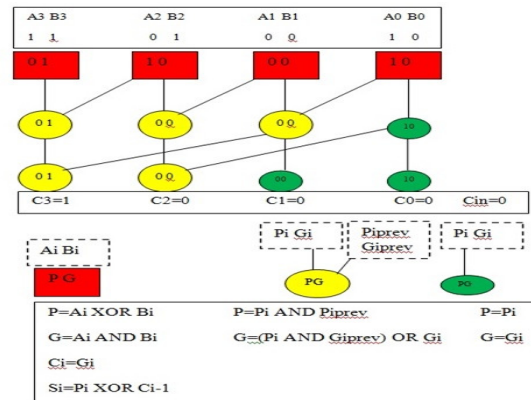 A3 B3 A2 B2 A1 B1 A0 B0
1 1 0 1 0 0 1 0
0 1 1 0 0 0 1 0
0 1 0 0 0 0 10
0 1 0 0 00 10
C3=1 C2=0 C1=0 C0=0 Cin=0
Ai Bi Pi Gi Piprev Pi Gi
Giprev
P G PG
P=Ai XOR Bi P=Pi AND Piprev P=Pi
G=Ai AND Bi G=(Pi AND Giprev) OR Gi G=Gi
Ci=Gi
Si=Pi XOR Ci-1